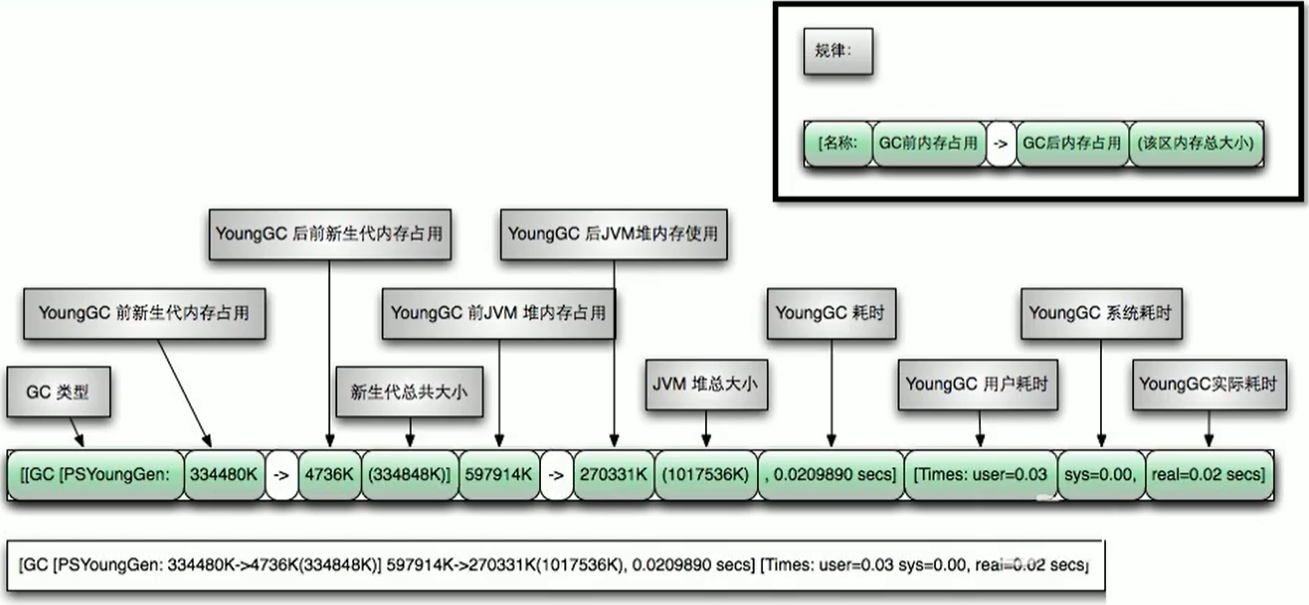 规律:
[名称: GC前内存占用 -> GC后内存占用 (该区内存总大小)
YoungGC 后前新生代内存占用 YoungGC 后JVM堆内存使用
YoungGC 前新生代内存占用 YoungGC 前JVM 堆内存占用 YoungGC 耗时 YoungGC 系统耗时
GC 类型 新生代总共大小 JVM 堆总大小 YoungGC 用户耗时 YoungGC实际耗时
[[GC [PSYoungGen: 334480K -> 4736K (334848K)] 597914K -> 270331K (1017536K) , 0.0209890 secs] [Times: user=0.03 sys=0.00, real=0.02 secs]
[GC [PSYoungGen: 334480K->4736K(334848K)] 597914K->270331K(1017536K), 0.0209890 secs] [Times: user=0.03 sys=0.00, real=0.02 secs]